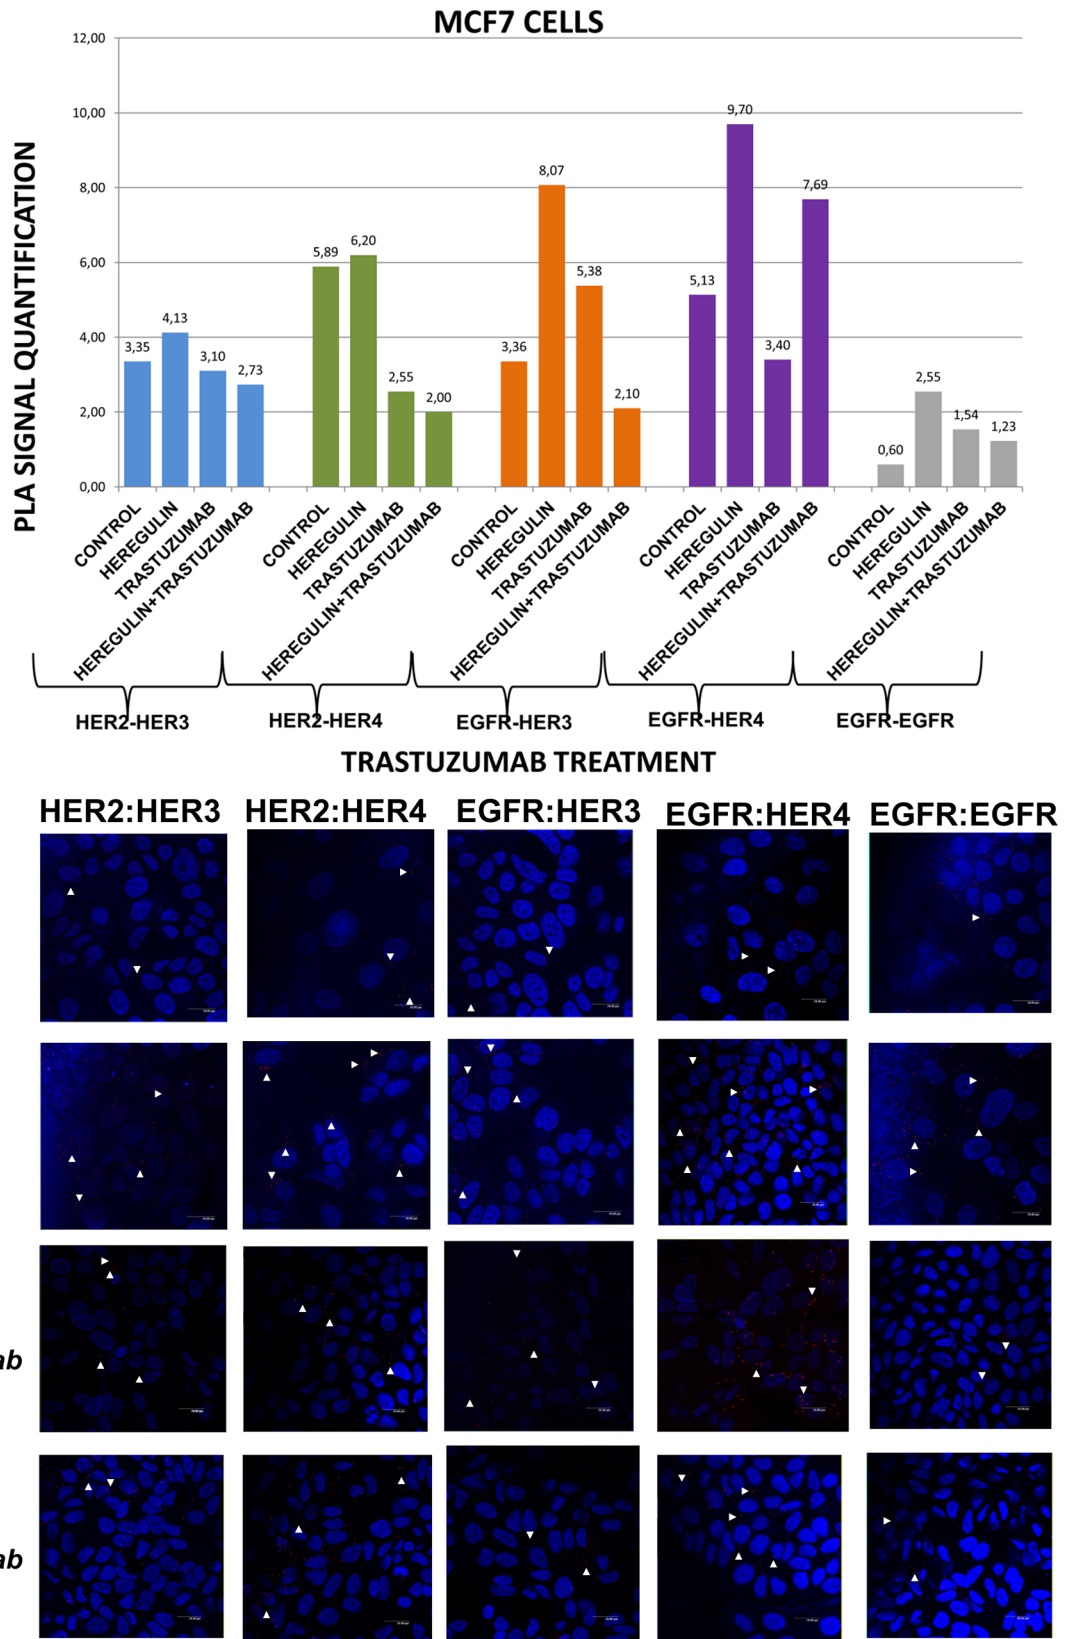 MCF7 CELLS
PLA SIGNAL QUANTIFICATION
12,00
10,00
8,00
6,00
4,00
2,00
0,00
3,35
4,13
3,10
2,73
5,89
6,20
2,55
2,00
3,36
8,07
5,38
2,10
5,13
9,70
3,40
7,69
0,60
2,55
1,54
1,23
CONTROL
HEREGULIN
TRASTUZUMAB
HEREGULIN+TRASTUZUMAB
CONTROL
HEREGULIN
TRASTUZUMAB
HEREGULIN+TRASTUZUMAB
CONTROL
HEREGULIN
TRASTUZUMAB
HEREGULIN+TRASTUZUMAB
CONTROL
HEREGULIN
TRASTUZUMAB
HEREGULIN+TRASTUZUMAB
CONTROL
HEREGULIN
TRASTUZUMAB
HEREGULIN+TRASTUZUMAB
HER2-HER3
HER2-HER4
EGFR-HER3
EGFR-HER4
EGFR-EGFR
TRASTUZUMAB TREATMENT
HER2:HER3 HER2:HER4 EGFR:HER3 EGFR:HER4 EGFR:EGFR
ab
ab